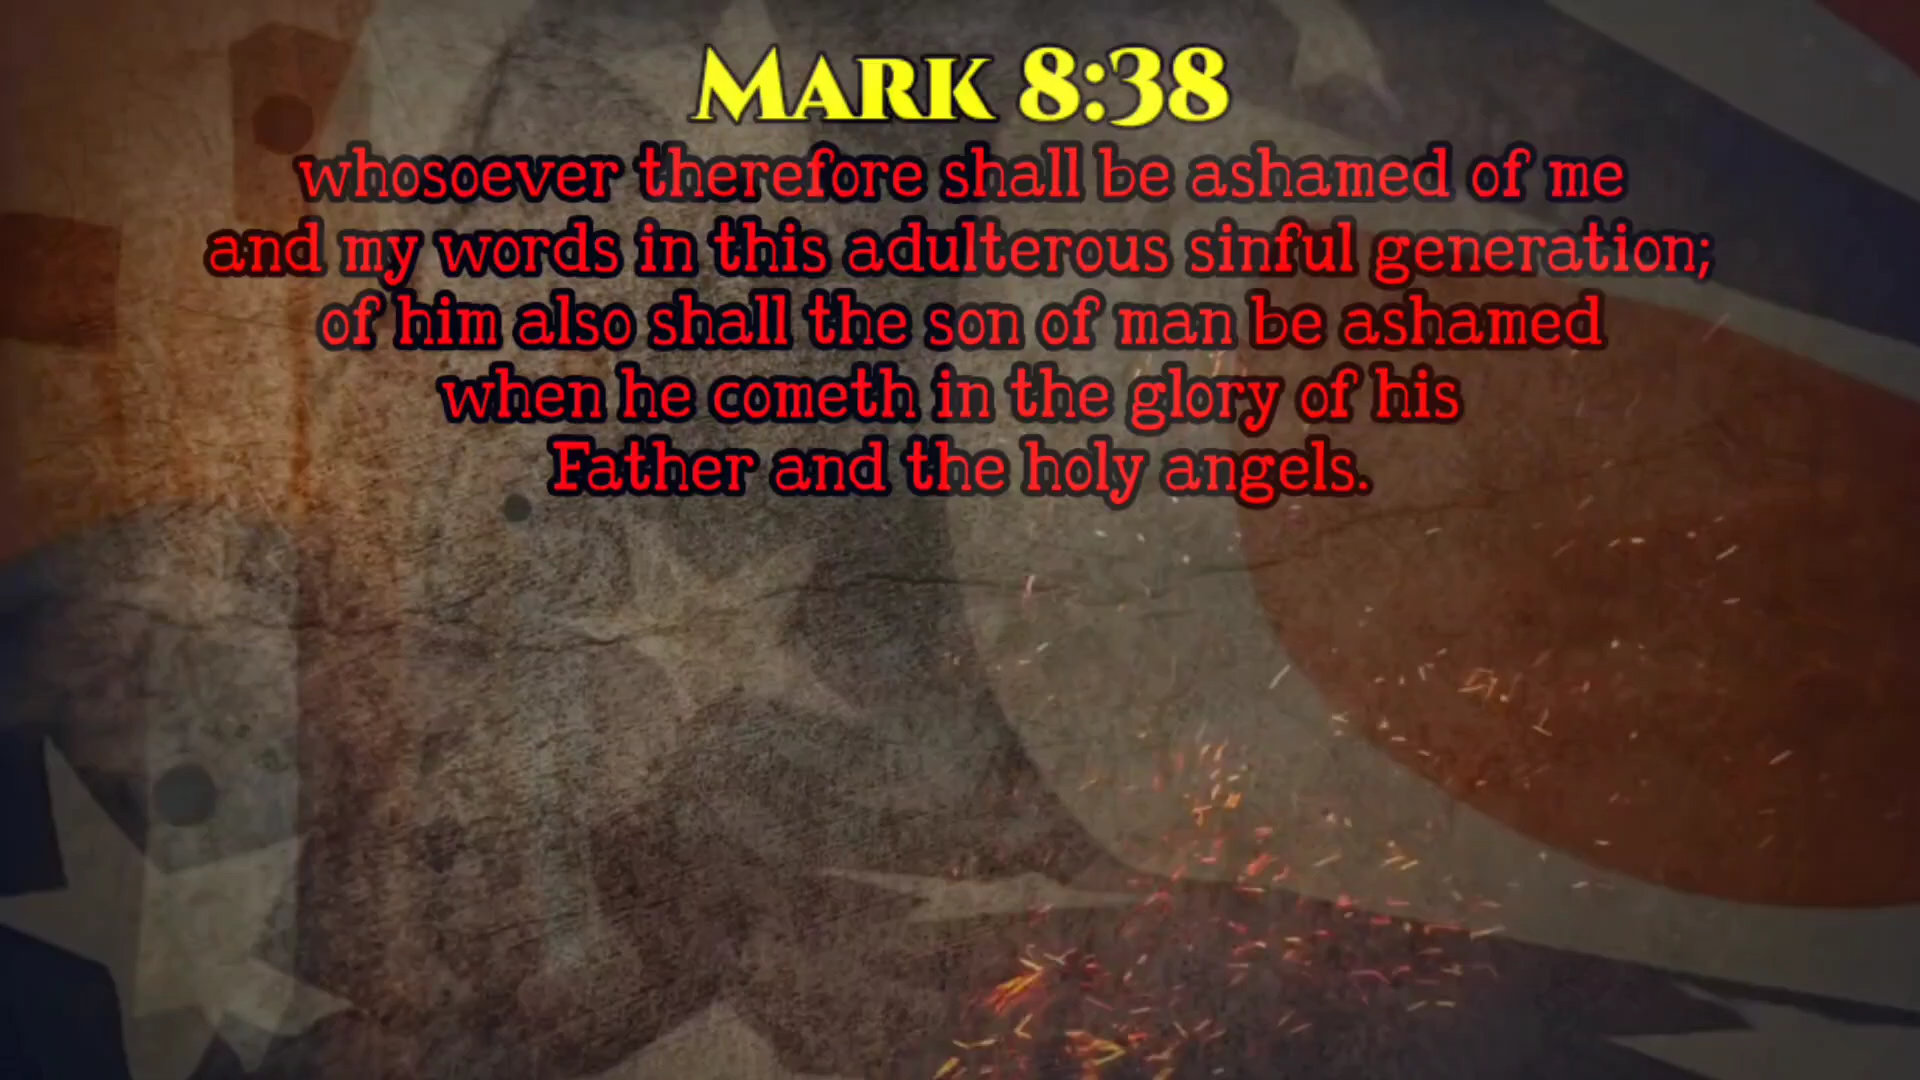 Mark 8:38
whosoever therefore shall be ashamed of me
and my words in this adulterous sinful generation;
of him also shall the son of man be ashamed
when he cometh in the glory of his
Father and the holy angels.